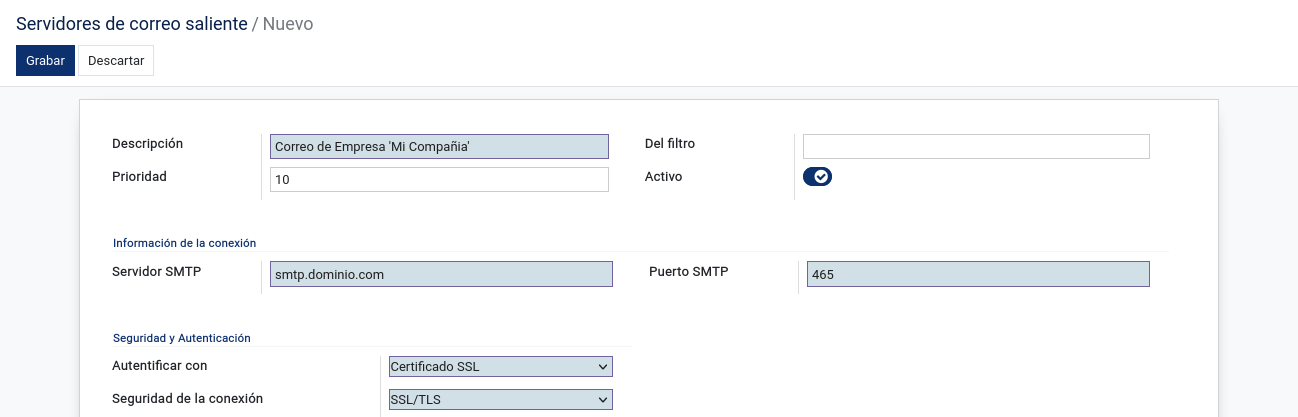 Servidores de correo saliente / Nuevo
Grabar Descartar
Descripción Correo de Empresa 'Mi Compañia' Del filtro
Prioridad 10 Activo
Información de la conexión
Servidor SMTP smtp.dominio.com Puerto SMTP 465
Seguridad y Autenticación
Autentificar con Certificado SSL
Seguridad de la conexión SSL/TLS